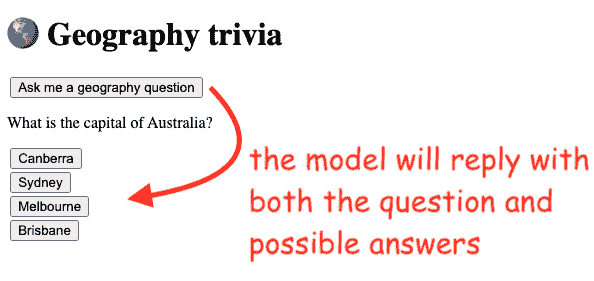 Geography trivia
Ask me a geography question
What is the capital of Australia?
Canberra
Sydney
Melbourne
Brisbane
the model will reply with
both the question and
possible answers